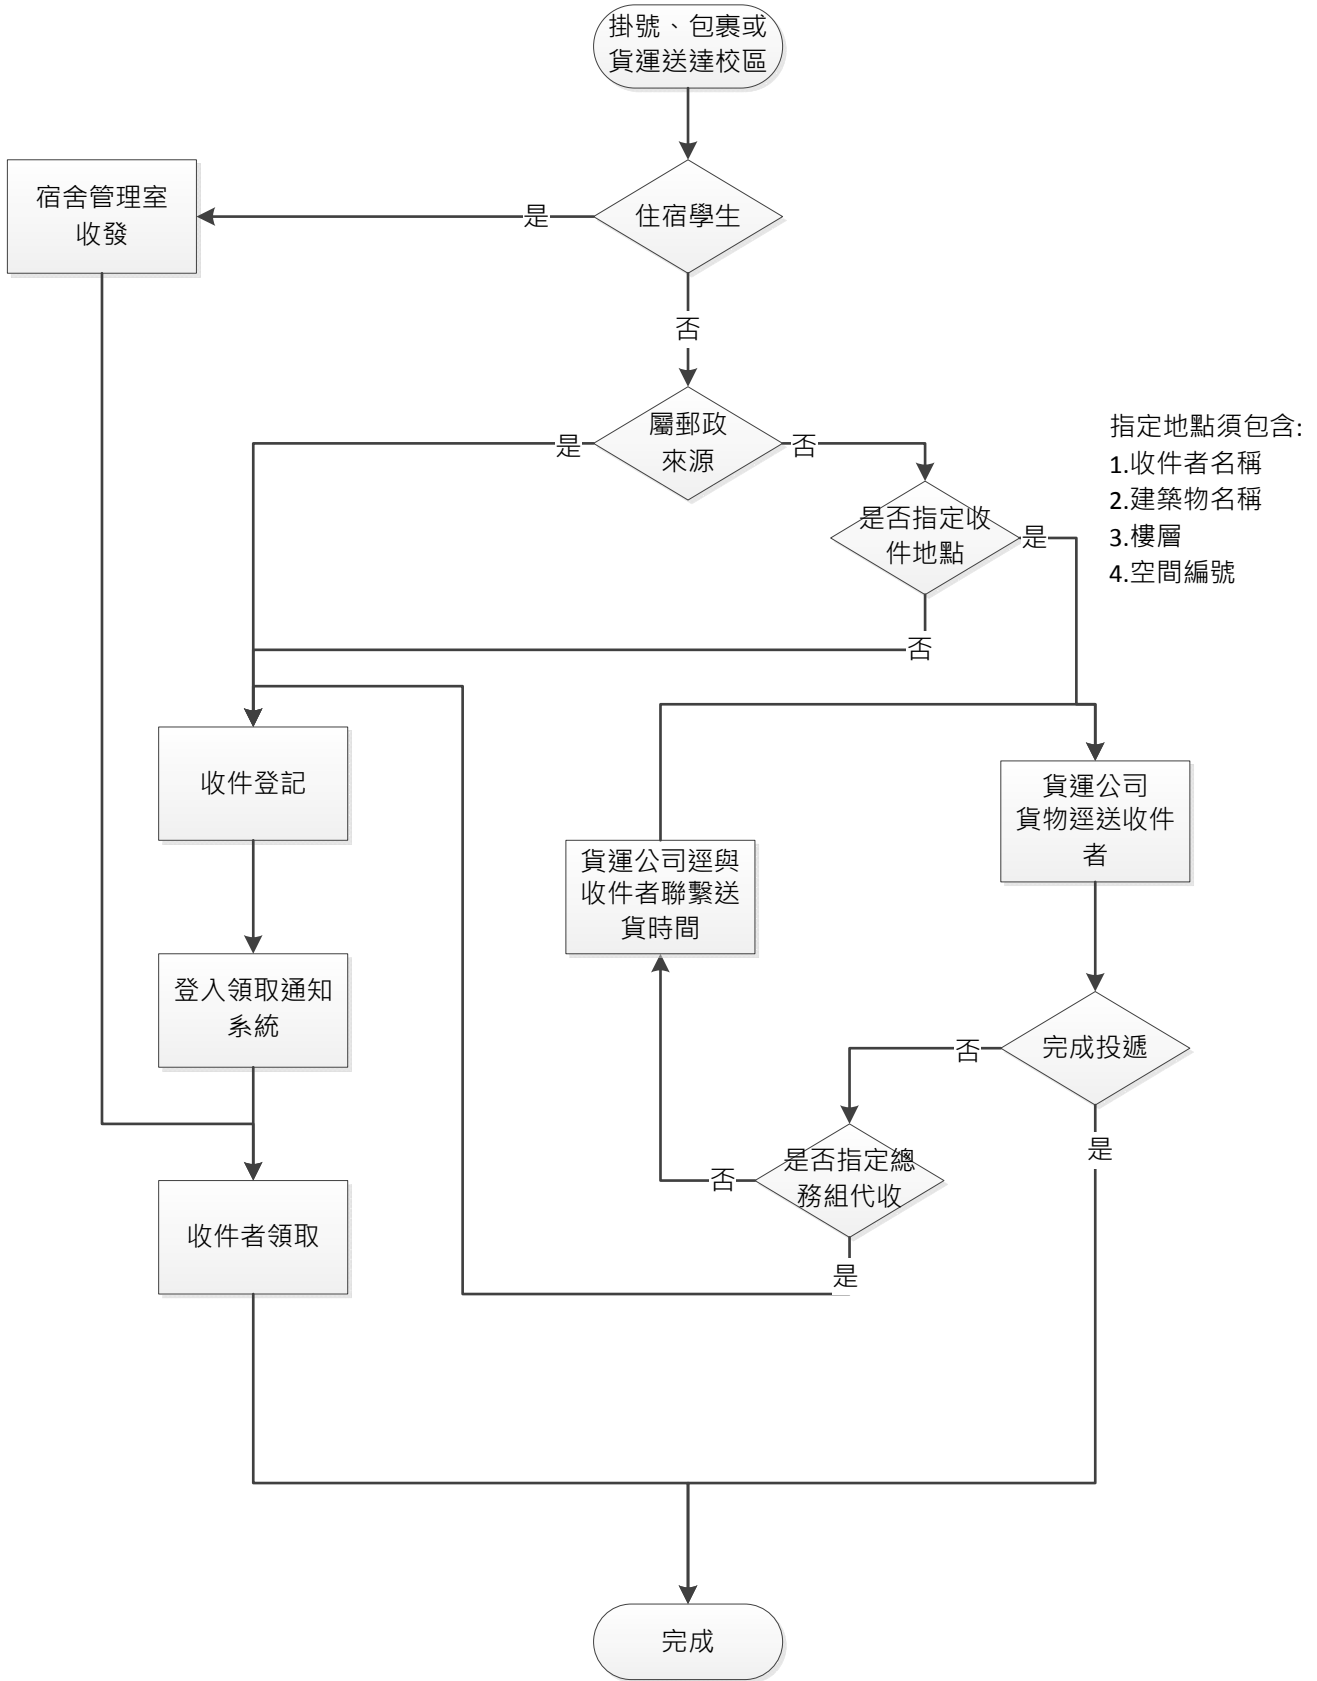 掛號、包裹或
貨運送達校區
宿舍管理室
收發
是
住宿學生
否
屬郵政
來源
是
否
指定地點須包含:
1.收件者名稱
2.建築物名稱
3.樓層
4.空間編號
是否指定收
件地點
是
否
收件登記
貨運公司
貨物逕送收件
者
貨運公司逕與
收件者聯繫送
貨時間
登入領取通知
系統
完成投遞
否
是
是否指定總
務組代收
否
是
收件者領取
完成